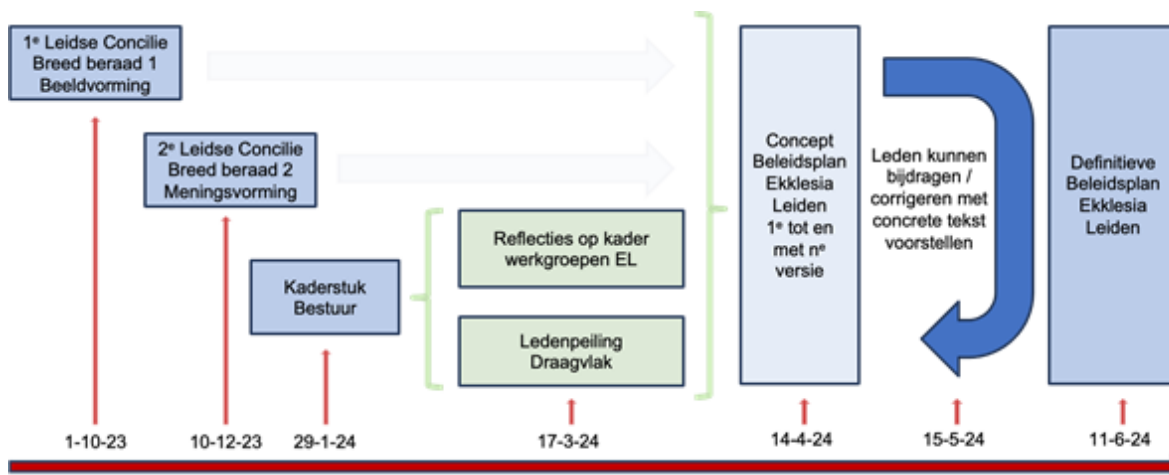 1e Leidse Concilie
Breed beraad 1
Beeldvorming
2e Leidse Concilie
Breed beraad 2
Meningsvorming
Kaderstuk
Bestuur
Reflecties op kader
werkgroepen EL
Ledenpeiling
Draagvlak
Concept
Beleidsplan
Ekklesia
Leiden
1e tot en
met ne
versie
Leden kunnen
bijdragen /
corrigeren met
concrete tekst
voorstellen
Definitieve
Beleidsplan
Ekklesia
Leiden
1-10-23
10-12-23
29-1-24
17-3-24
14-4-24
15-5-24
11-6-24